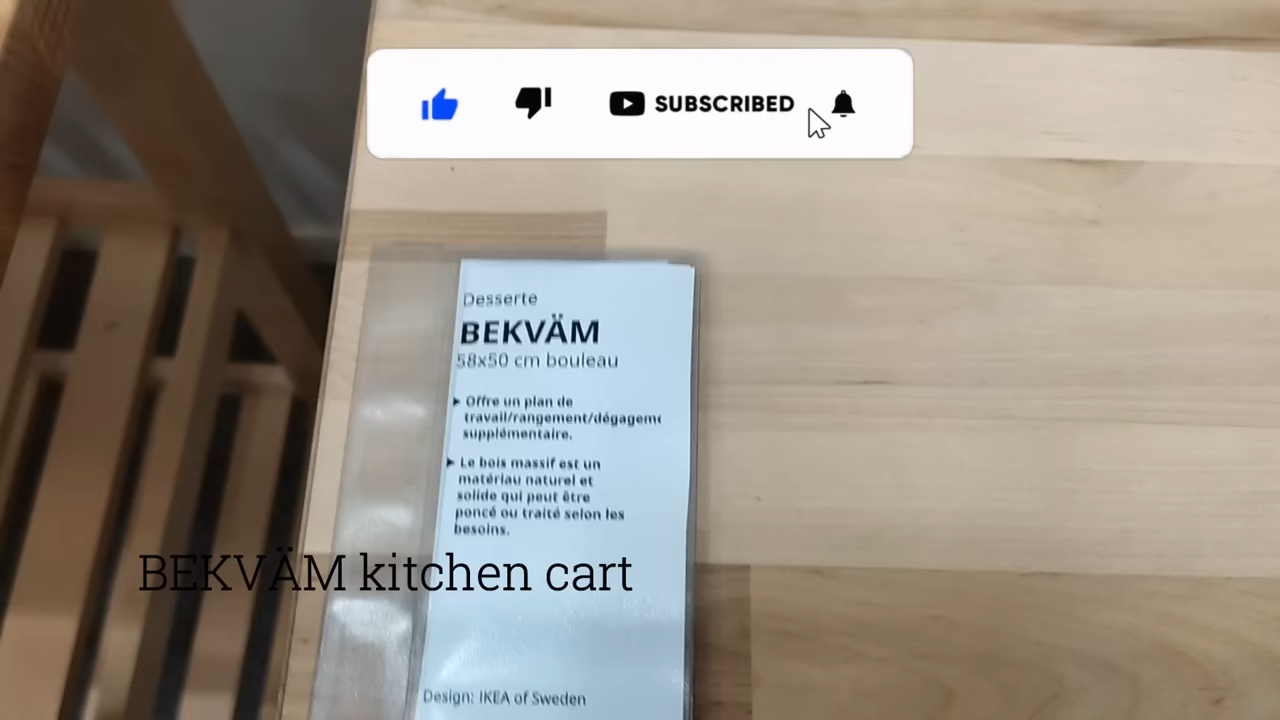 SUBSCRIBED
Desserte
BEKVÄM
58x50 cm bouleau
Offre un plan de
travail/rangement/dégageme
supplémentaire.
Le bois massif est un
matériau naturel et
solide qui peut être
poncé ou traité selon les
besoins.
BEKVÄM kitchen cart
Design: IKEA of Sweden